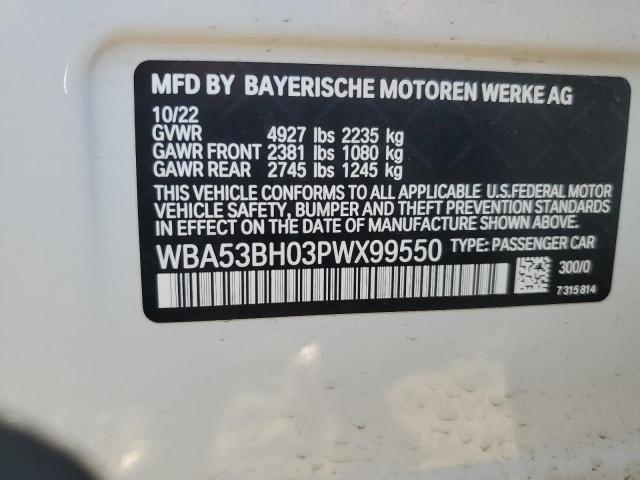 MFD BY BAYERISCHE MOTOREN WERKE AG
10/22
GVWR 4927 lbs 2235 kg
GAWR FRONT 2381 lbs 1080 kg
GAWR REAR 2745 lbs 1245 kg
THIS VEHICLE CONFORMS TO ALL APPLICABLE U.S.FEDERAL MOTOR
VEHICLE SAFETY, BUMPER AND THEFT PREVENTION STANDARDS
IN EFFECT ON THE DATE OF MANUFACTURE SHOWN ABOVE.
WBA53BH03PWX99550 TYPE: PASSENGER CAR
300/0
7315814